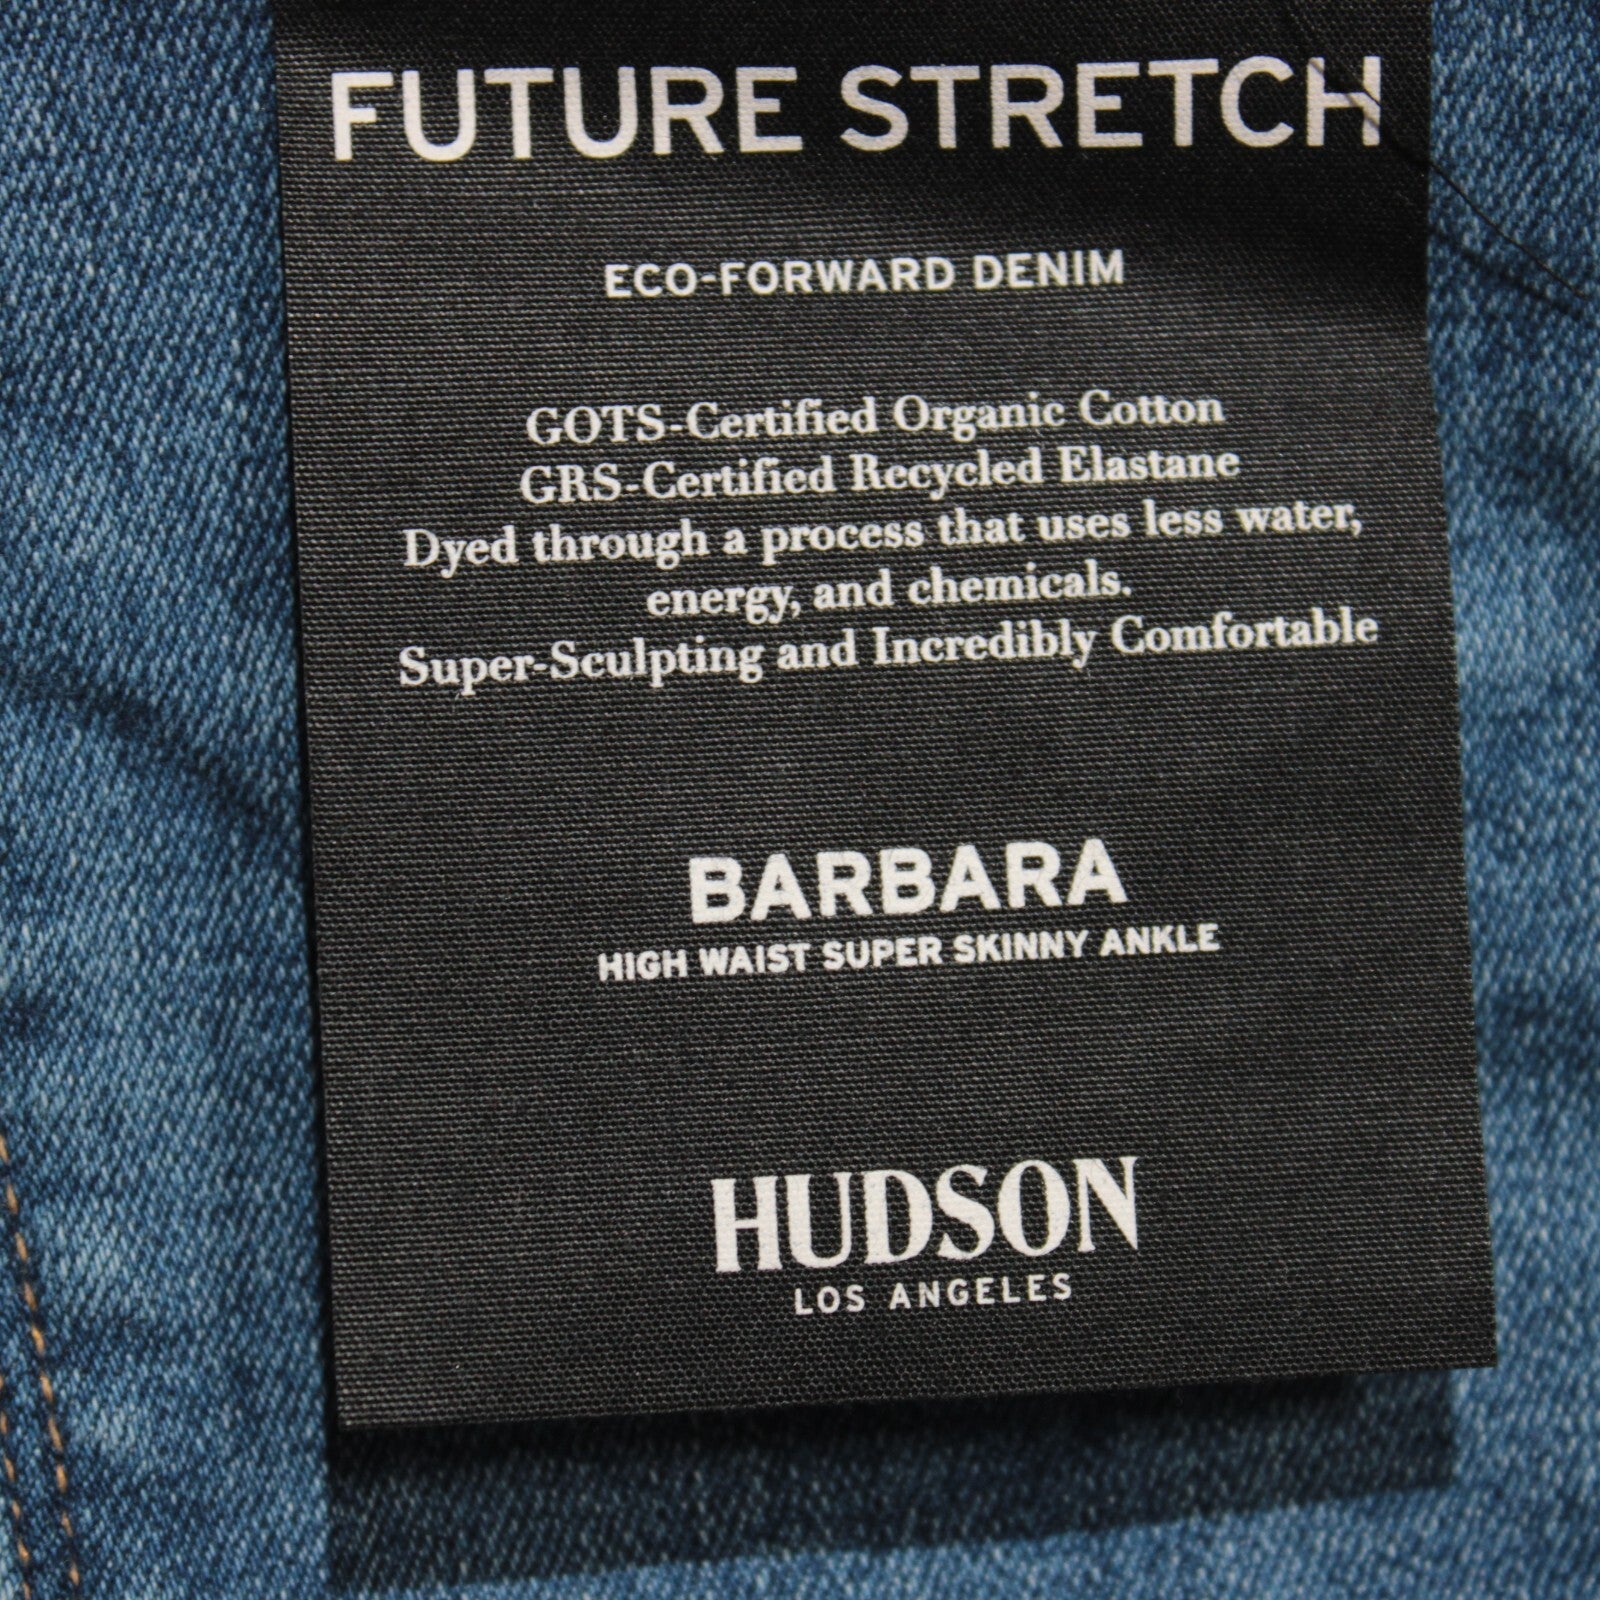 FUTURE STRETCH
ECO-FORWARD DENIM
GOTS-Certified Organic Cotton
GRS-Certified Recycled Elastane
Dyed through a process that uses less water,
energy, and chemicals.
Super-Sculpting and Incredibly Comfortable
BARBARA
HIGH WAIST SUPER SKINNY ANKLE
HUDSON
LOS ANGELES